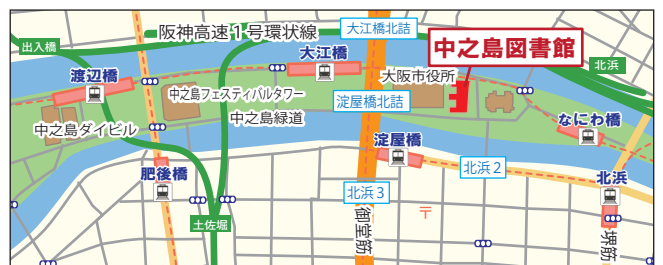 阪神高速1号環状線
大江橋北詰
出入橋
中之島図書館
大江橋
北浜
渡辺橋
大阪市役所
中之島フェスティバルタワー
淀屋橋北詰
中之島緑道
なにわ橋
中之島ダイビル
淀屋橋
北浜2
肥後橋
北浜
北浜3
〒
土佐堀
御堂筋
堺筋